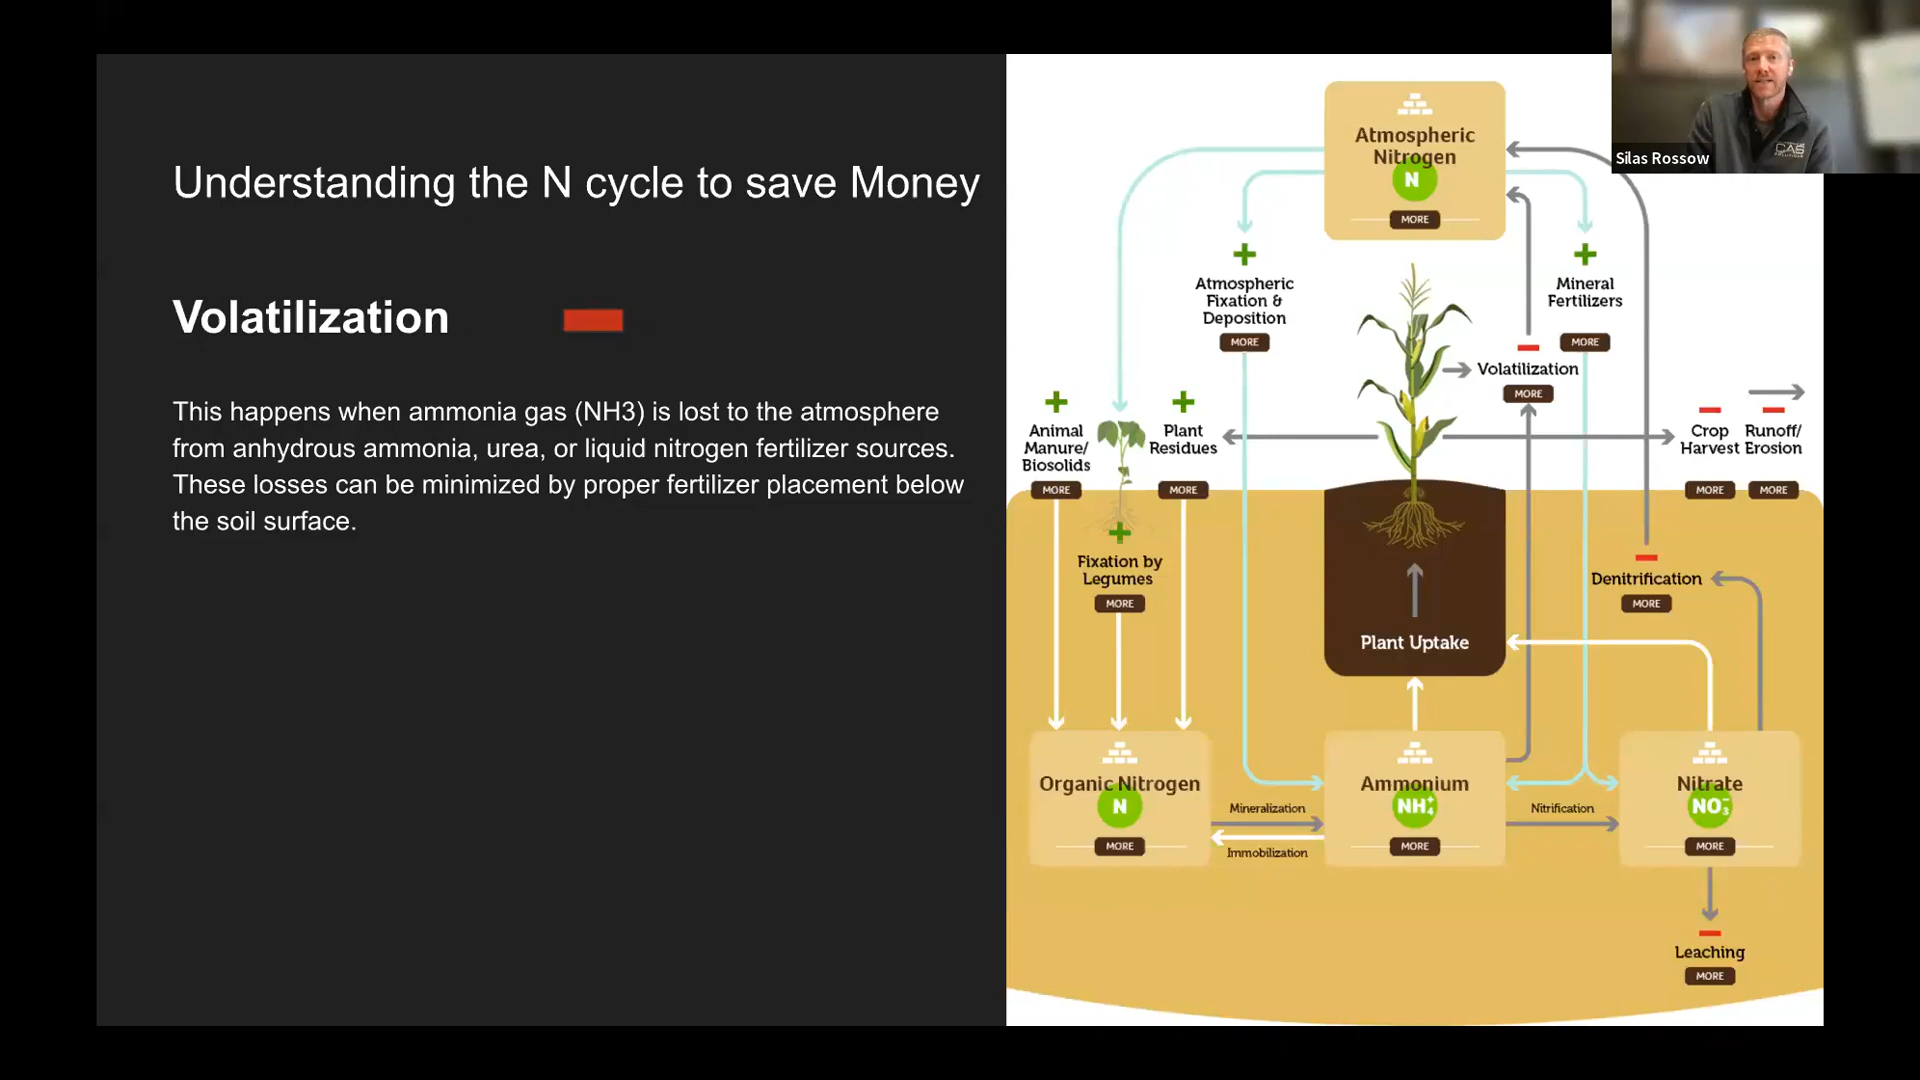 Understanding the N cycle to save Money
Volatilization
This happens when ammonia gas (NH3) is lost to the atmosphere
from anhydrous ammonia, urea, or liquid nitrogen fertilizer sources.
These losses can be minimized by proper fertilizer placement below
the soil surface.
Atmospheric
Nitrogen
N
MORE
Silas Rossow
CAS
Atmospheric
Fixation &
Deposition
MORE
Mineral
Fertilizers
MORE
Volatilization
MORE
Animal
Manure/
Biosolids
MORE
Plant
Residues
MORE
Crop
Harvest
MORE
Runoff/
Erosion
MORE
Fixation by
Legumes
MORE
Denitrification
MORE
Plant Uptake
Organic Nitrogen
N
MORE
Mineralization
Immobilization
Ammonium
NH4+
MORE
Nitrification
Nitrate
NO3-
MORE
Leaching
MORE